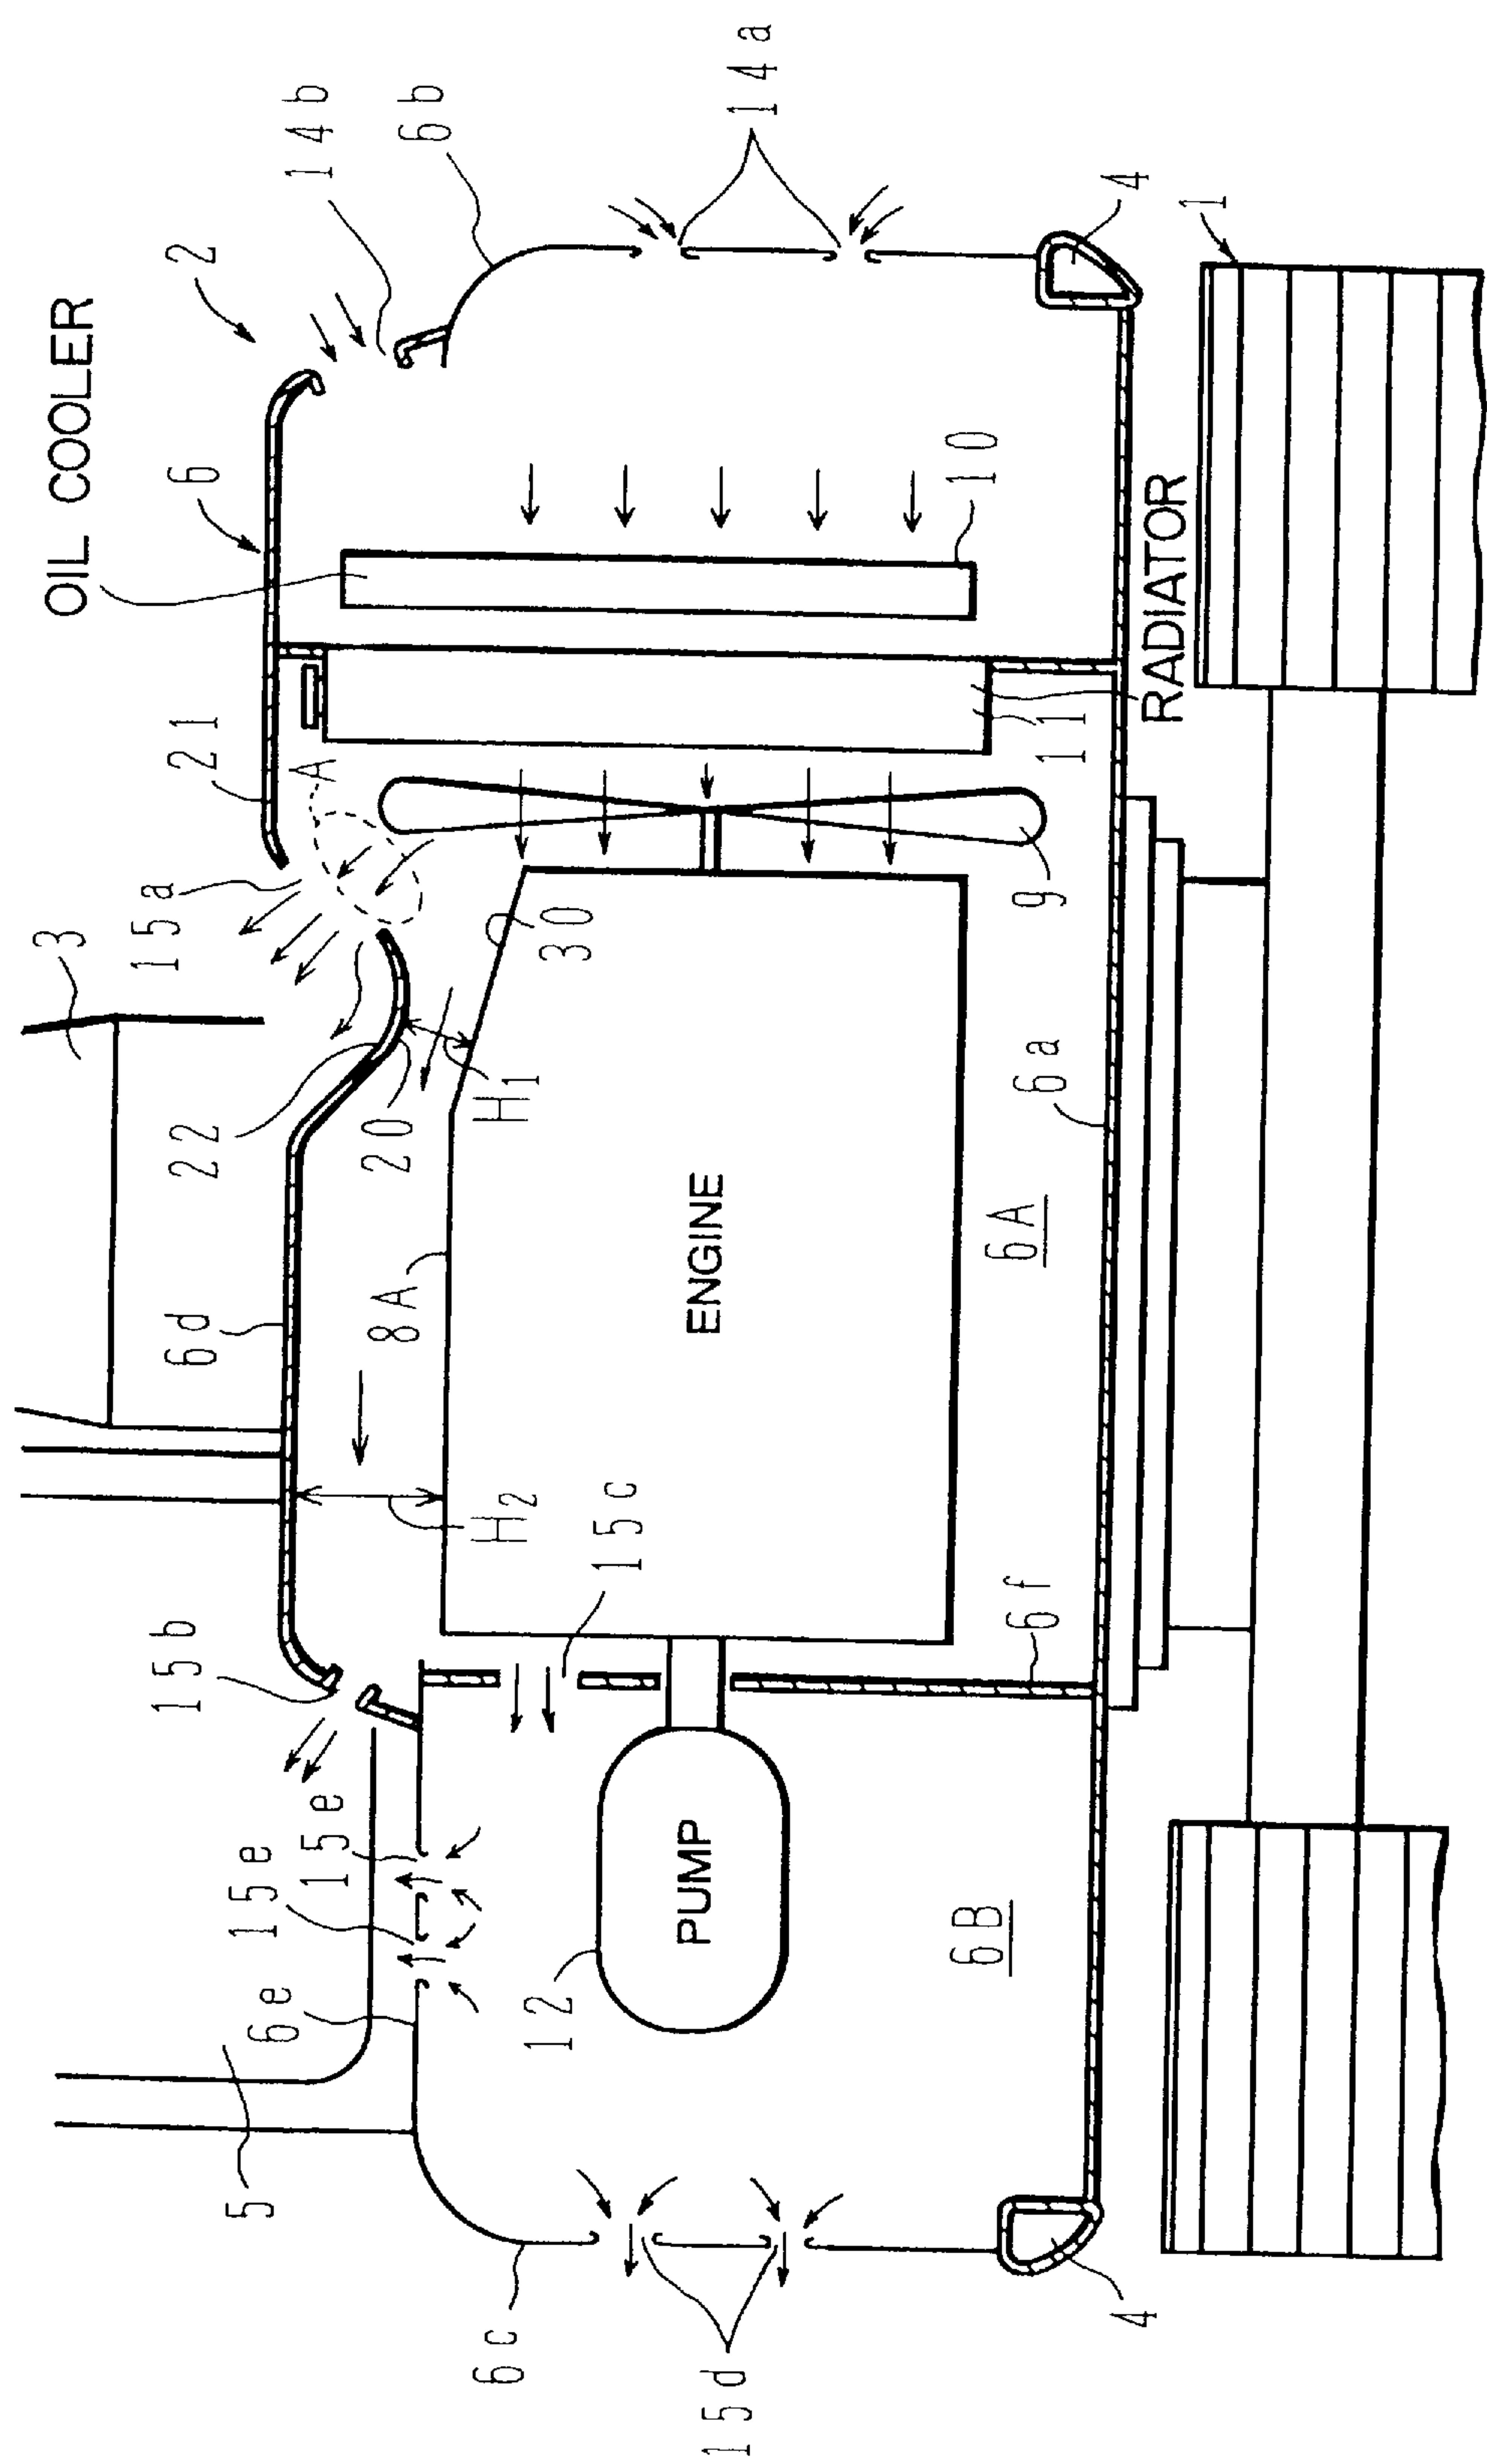 OIL COOLER
2
14b
6b
14a
6
10
4
1
RADIATOR
11
21
A
9
15a
3
30
22
20
H1
6a
6d
8A
ENGINE
6A
H2
15c
6f
15b
15e
15e
6e
12
PUMP
6B
5
6c
15d
4